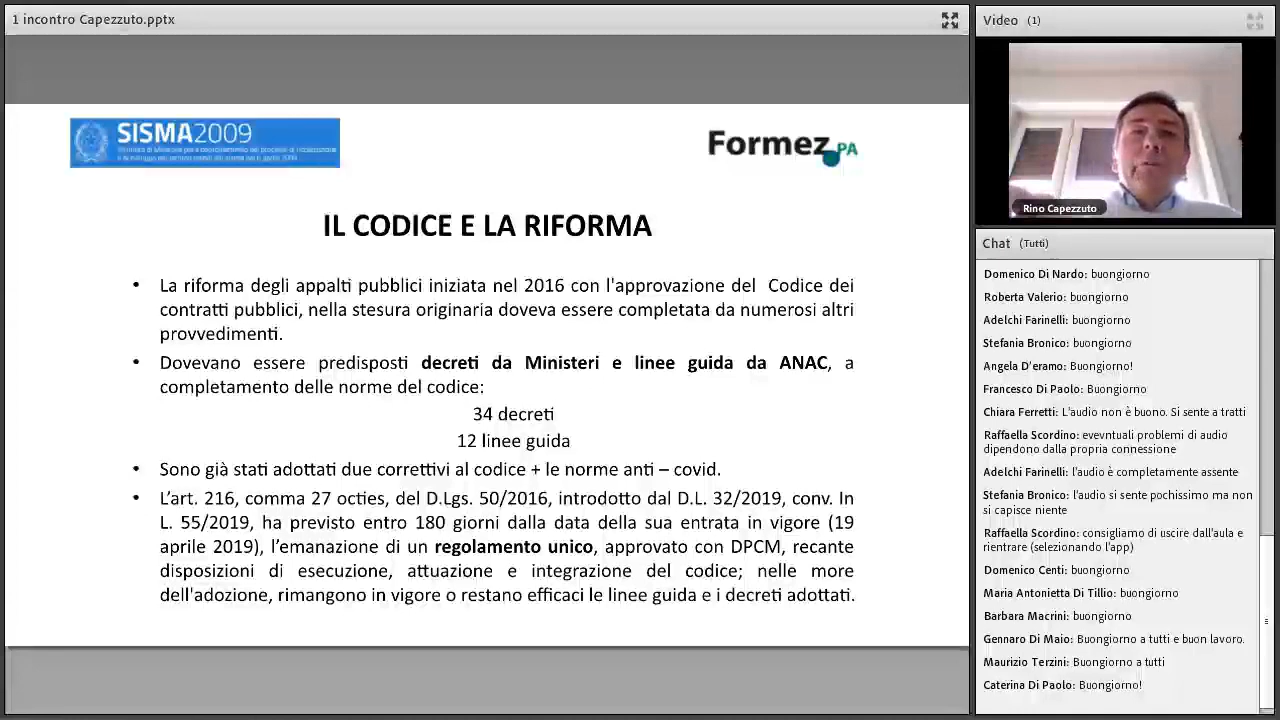 1 incontro Capezzuto.pptx
SISMA2009
Formez PA
IL CODICE E LA RIFORMA
• La riforma degli appalti pubblici iniziata nel 2016 con l'approvazione del Codice dei
contratti pubblici, nella stesura originaria doveva essere completata da numerosi altri
provvedimenti.
• Dovevano essere predisposti decreti da Ministeri e linee guida da ANAC, a
completamento delle norme del codice:
34 decreti
12 linee guida
• Sono già stati adottati due correttivi al codice + le norme anti – covid.
• L'art. 216, comma 27 octies, del D.Lgs. 50/2016, introdotto dal D.L. 32/2019, conv. In
L. 55/2019, ha previsto entro 180 giorni dalla data della sua entrata in vigore (19
aprile 2019), l'emanazione di un regolamento unico, approvato con DPCM, recante
disposizioni di esecuzione, attuazione e integrazione del codice; nelle more
dell'adozione, rimangono in vigore o restano efficaci le linee guida e i decreti adottati.
Video (1)
Rino Capezzuto
Chat (Tutti)
Domenico Di Nardo: buongiorno
Roberta Valerio: buongiorno
Adelchi Farinelli: buongiorno
Stefania Bronico: buongiorno
Angela D'eramo: Buongiorno!
Francesco Di Paolo: Buongiorno
Chiara Ferretti: L'audio non è buono. Si sente a tratti
Raffaella Scordino: evevntuali problemi di audio
dipendono dalla propria connessione
Adelchi Farinelli: l'audio è completamente assente
Stefania Bronico: l'audio si sente pochissimo ma non
si capisce niente
Raffaella Scordino: consigliamo di uscire dall'aula e
rientrare (selezionando l'app)
Domenico Centi: buongiorno
Maria Antonietta Di Tillio: buongiorno
Barbara Macrini: buongiorno
Gennaro Di Maio: Buongiorno a tutti e buon lavoro.
Maurizio Terzini: Buongiorno a tutti
Caterina Di Paolo: Buongiorno!